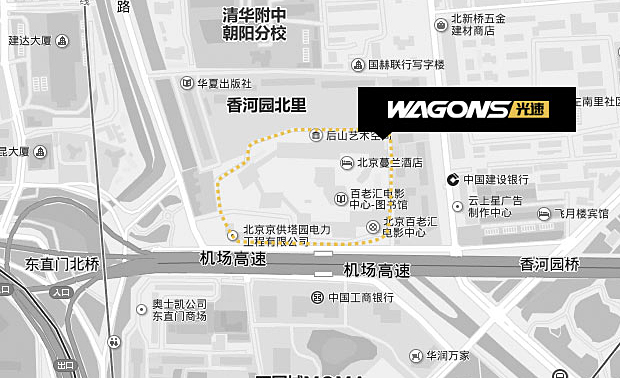 路
线
清华附中
朝阳分校
北新桥五金
建材商店
建达大厦
国赫联行写字楼
华夏出版社
香河园北里
WAGONS 光速
左南里社区
后山艺术空间
昆大厦
北京蔓兰酒店
中国建设银行
百老汇电影
中心-图书馆
云上星广告
制作中心
飞月楼宾馆
北京百老汇
电影中心
北京京供塔园电力
工程有限公司
东直门北桥
机场高速
机场高速
香河园桥
入口
入口
奥士凯公司
东直门商场
中国工商银行
华润万家
出口